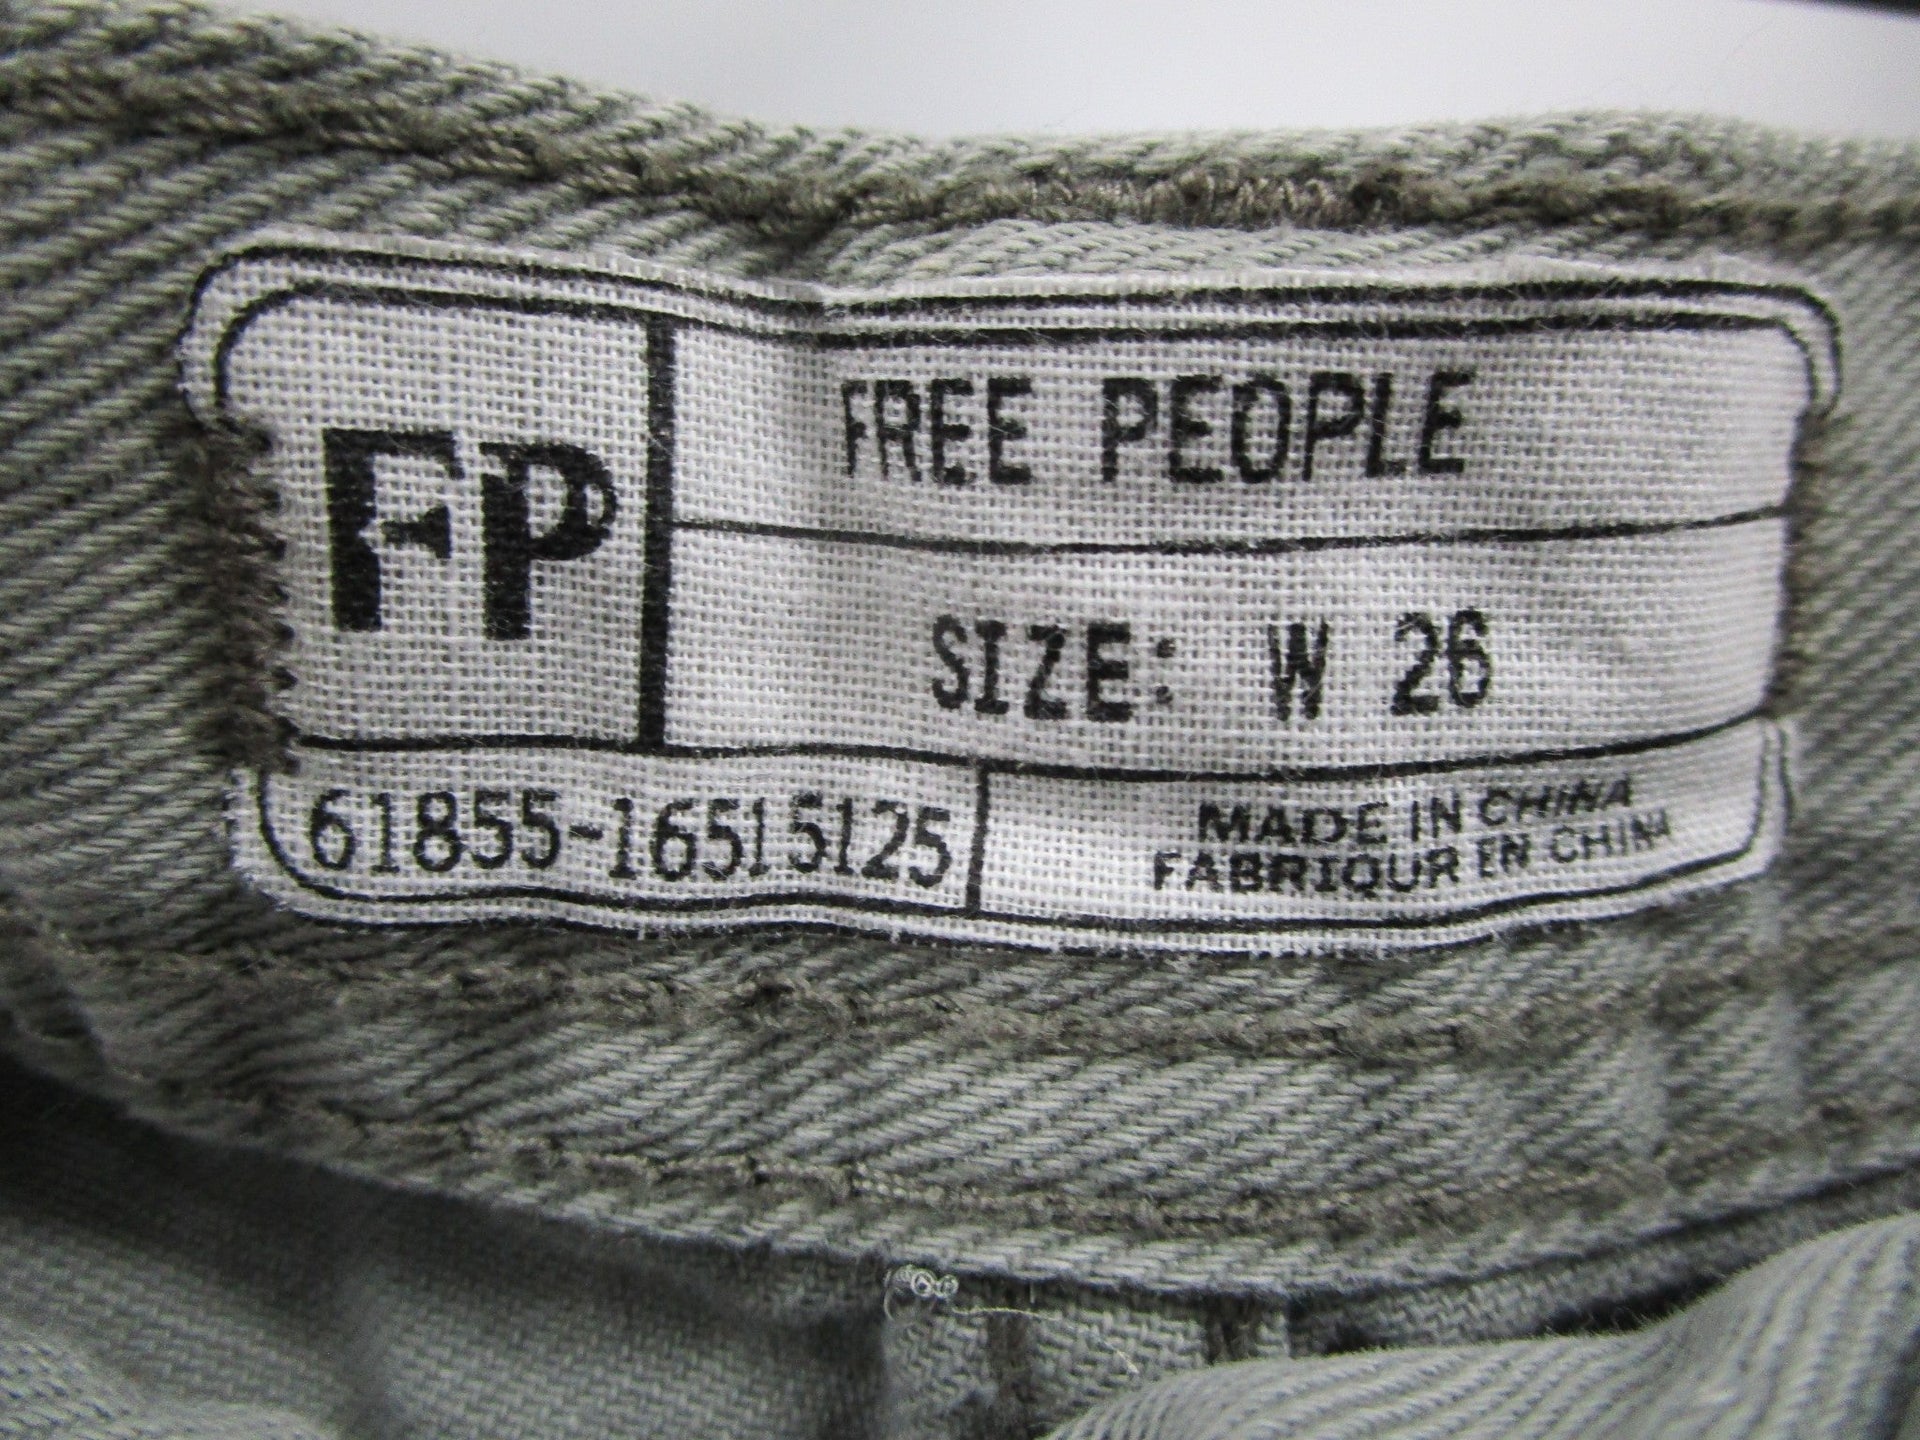 FP
FREE PEOPLE
SIZE: W 26
61855-16515125
MADE IN CHINA
FABRIQUR EN CHINA